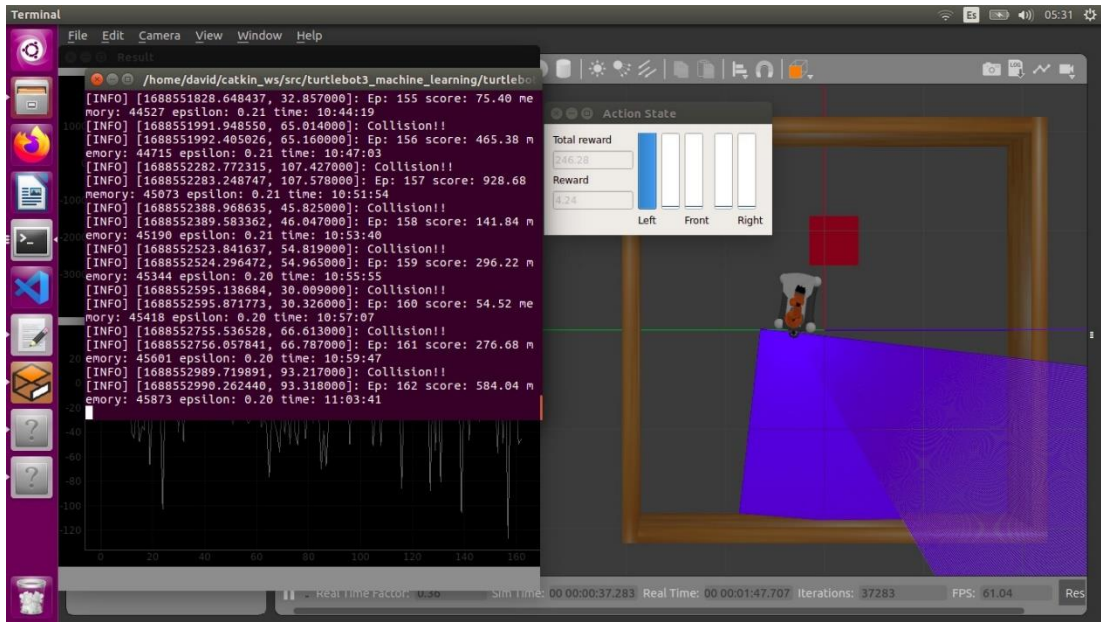 Terminal
Es
05:31
File Edit Camera View Window Help
Result
/home/david/catkin_ws/src/turtlebot3_machine_learning/turtlebot
[INFO] [1688551828.648437, 32.857000]: Ep: 155 score: 75.40 me
mory: 44527 epsilon: 0.21 time: 10:44:19
[INFO] [1688551991.948550, 65.014000]: Collision!!
[INFO] [1688551992.405026, 65.160000]: Ep: 156 score: 465.38 m
emory: 44715 epsilon: 0.21 time: 10:47:03
[INFO] [1688552282.772315, 107.427000]: Collision!!
[INFO] [1688552283.248747, 107.578000]: Ep: 157 score: 928.68
memory: 45073 epsilon: 0.21 time: 10:51:54
[INFO] [1688552388.968635, 45.825000]: Collision!!
[INFO] [1688552389.583362, 46.047000]: Ep: 158 score: 141.84 m
emory: 45190 epsilon: 0.21 time: 10:53:40
[INFO] [1688552523.841637, 54.819000]: Collision!!
[INFO] [1688552524.296472, 54.965000]: Ep: 159 score: 296.22 m
emory: 45344 epsilon: 0.20 time: 10:55:55
[INFO] [1688552595.138684, 30.009000]: Collision!!
[INFO] [1688552595.871773, 30.326000]: Ep: 160 score: 54.52 me
mory: 45418 epsilon: 0.20 time: 10:57:07
[INFO] [1688552755.536528, 66.613000]: Collision!!
[INFO] [1688552756.057841, 66.787000]: Ep: 161 score: 276.68 m
emory: 45601 epsilon: 0.20 time: 10:59:47
[INFO] [1688552989.719891, 93.217000]: Collision!!
[INFO] [1688552990.262440, 93.318000]: Ep: 162 score: 584.04 m
emory: 45873 epsilon: 0.20 time: 11:03:41
Action State
Total reward
246.28
Reward
4.24
Left Front Right
20
0
-20
-40
-60
-80
-100
-120
0 20 40 60 80 100 120 140 160
Real Time Factor: 0.36 Sim Time: 00 00:00:37.283 Real Time: 00 00:01:47.707 Iterations: 37283 FPS: 61.04 Res